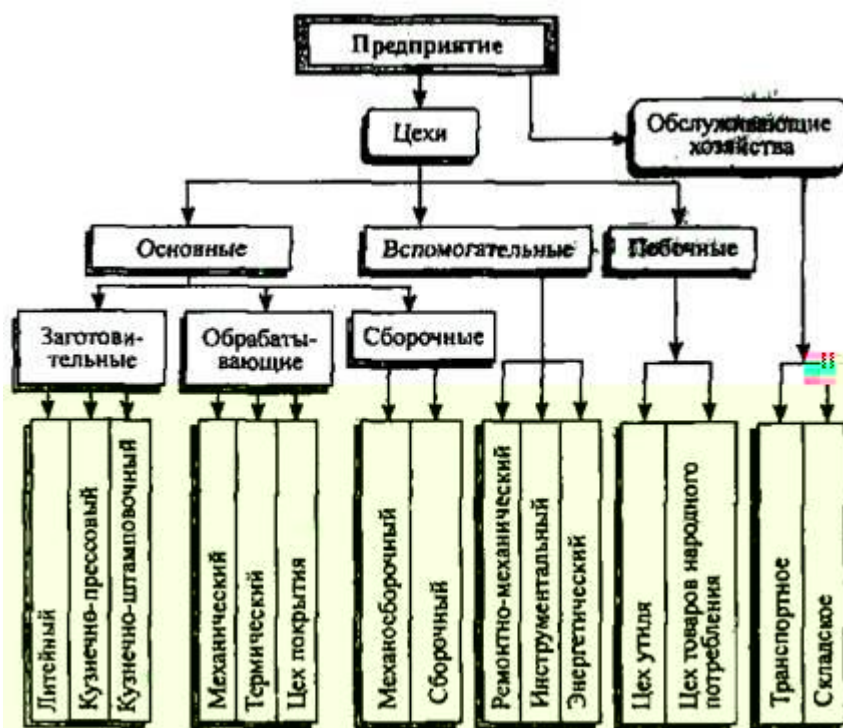 Предприятие
Цехи
Обслуживающие
хозяйства
Основные
Вспомогательные
Побочные
Заготови-
тельные
Обрабаты-
вающие
Сборочные
Литейный
Кузнечно-прессовый
Кузнечно-штамповочный
Механический
Термический
Цех покрытия
Механосборочный
Сборочный
Ремонтно-механический
Инструментальный
Энергетический
Цех утиля
Цех товаров народного
потребления
Транспортное
Складское